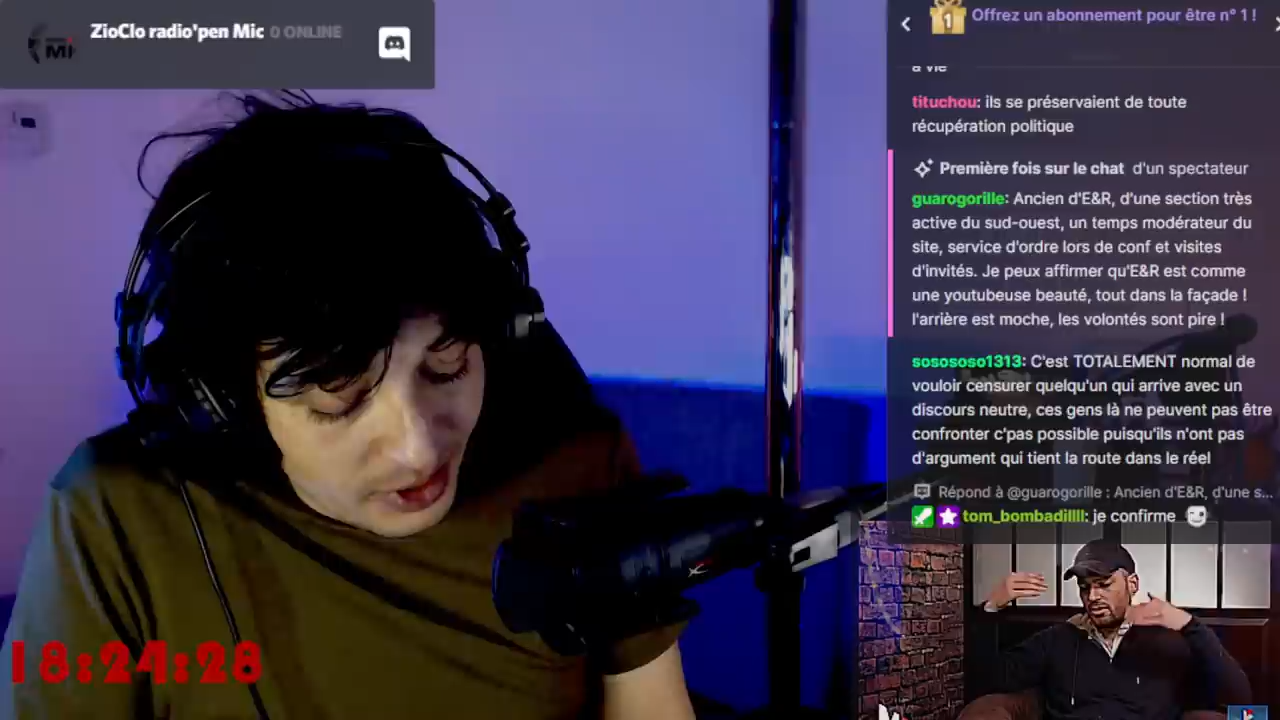 ZioClo radio'pen Mic 0 ONLINE
MI
Offrez un abonnement pour être n° 1 !
1
à vie
tituchou: ils se préservaient de toute
récupération politique
Première fois sur le chat d'un spectateur
guarogorille: Ancien d'E&R, d'une section très
active du sud-ouest, un temps modérateur du
site, service d'ordre lors de conf et visites
d'invités. Je peux affirmer qu'E&R est comme
une youtubeuse beauté, tout dans la façade !
l'arrière est moche, les volontés sont pire !
sosososo1313: C'est TOTALEMENT normal de
vouloir censurer quelqu'un qui arrive avec un
discours neutre, ces gens là ne peuvent pas être
confronter c'pas possible puisqu'ils n'ont pas
d'argument qui tient la route dans le réel
Répond à @guarogorille : Ancien d'E&R, d'une s...
tom_bombadillll: je confirme
18:24:28